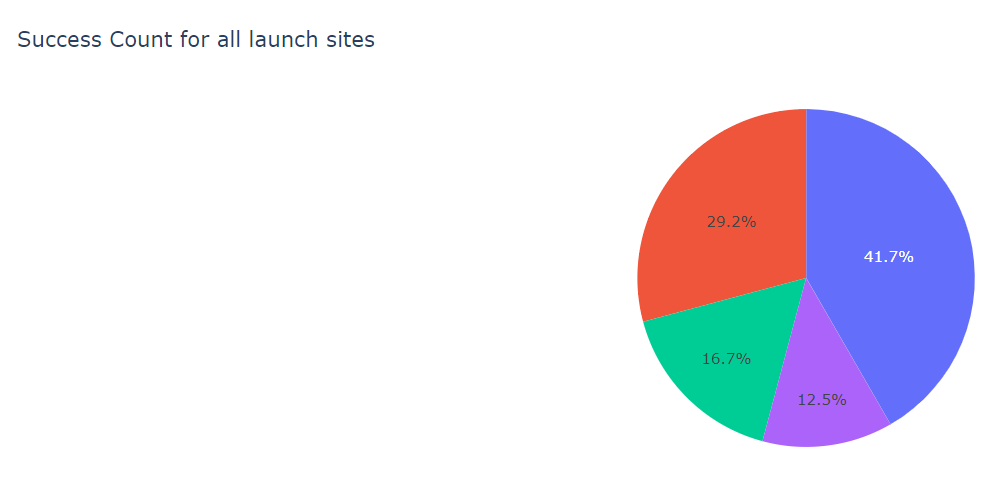 Success Count for all launch sites
29.2%
41.7%
16.7%
12.5%